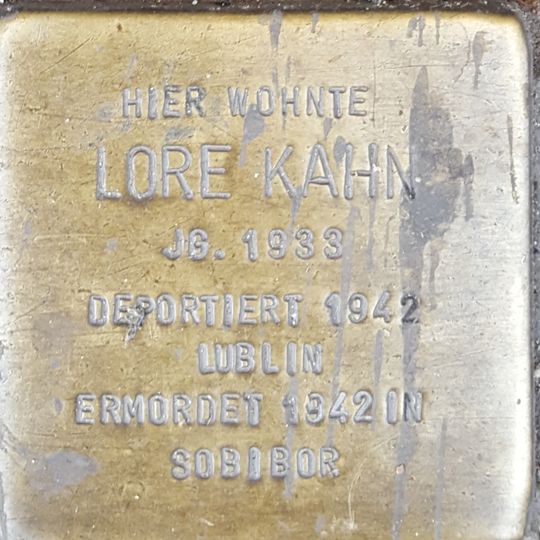 HIER WOHNTE
LORE KAHN
JG. 1933
DEPORTIERT 1942
LUBLIN
ERMORDET 1942 IN
SOBIBOR